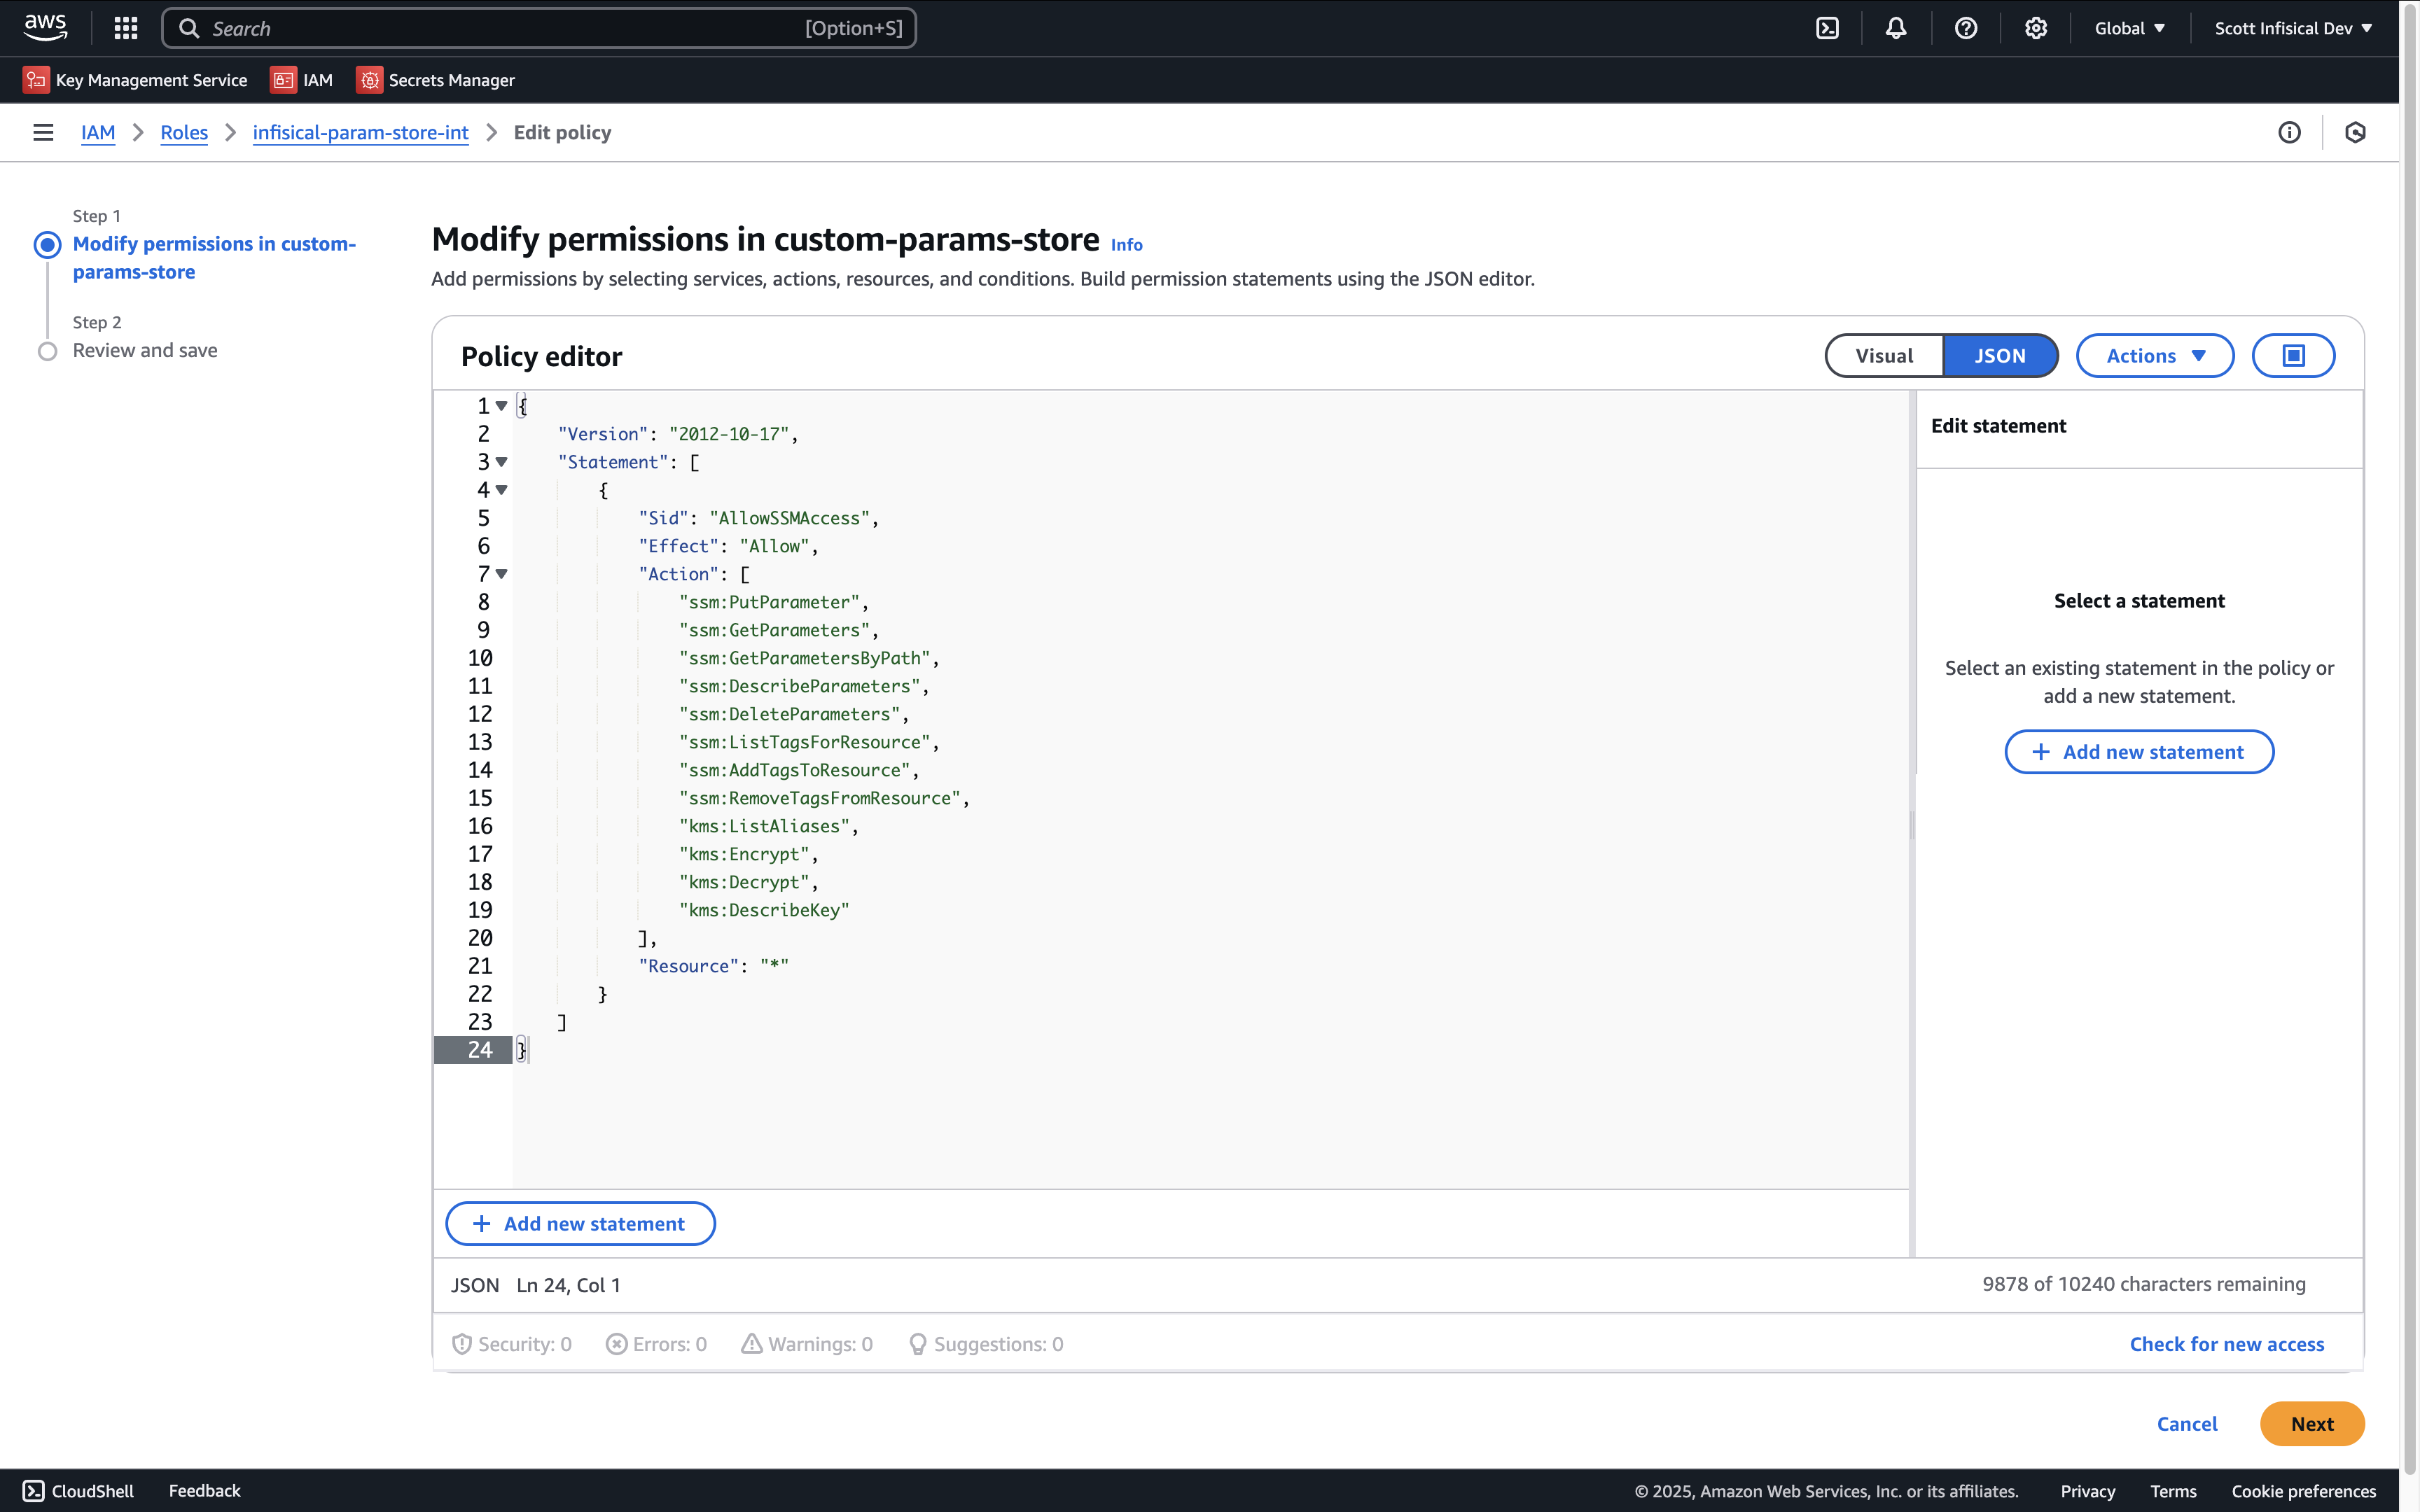 aws
Search
[Option+S]
Global
Scott Infisical Dev
Key Management Service
IAM
Secrets Manager
IAM
Roles
infisical-param-store-int
Edit policy
Step 1
Modify permissions in custom-
params-store
Step 2
Review and save
Modify permissions in custom-params-store Info
Add permissions by selecting services, actions, resources, and conditions. Build permission statements using the JSON editor.
Policy editor
Visual
JSON
Actions
1 {
2 "Version": "2012-10-17",
3 "Statement": [
4 {
5 "Sid": "AllowSSMAccess",
6 "Effect": "Allow",
7 "Action": [
8 "ssm:PutParameter",
9 "ssm:GetParameters",
10 "ssm:GetParametersByPath",
11 "ssm:DescribeParameters",
12 "ssm:DeleteParameters",
13 "ssm:ListTagsForResource",
14 "ssm:AddTagsToResource",
15 "ssm:RemoveTagsFromResource",
16 "kms:ListAliases",
17 "kms:Encrypt",
18 "kms:Decrypt",
19 "kms:DescribeKey"
20 ],
21 "Resource": "*"
22 }
23 ]
24 }
Edit statement
Select a statement
Select an existing statement in the policy or
add a new statement.
+ Add new statement
+ Add new statement
JSON Ln 24, Col 1
9878 of 10240 characters remaining
Security: 0
Errors: 0
Warnings: 0
Suggestions: 0
Check for new access
Cancel
Next
CloudShell
Feedback
© 2025, Amazon Web Services, Inc. or its affiliates.
Privacy
Terms
Cookie preferences